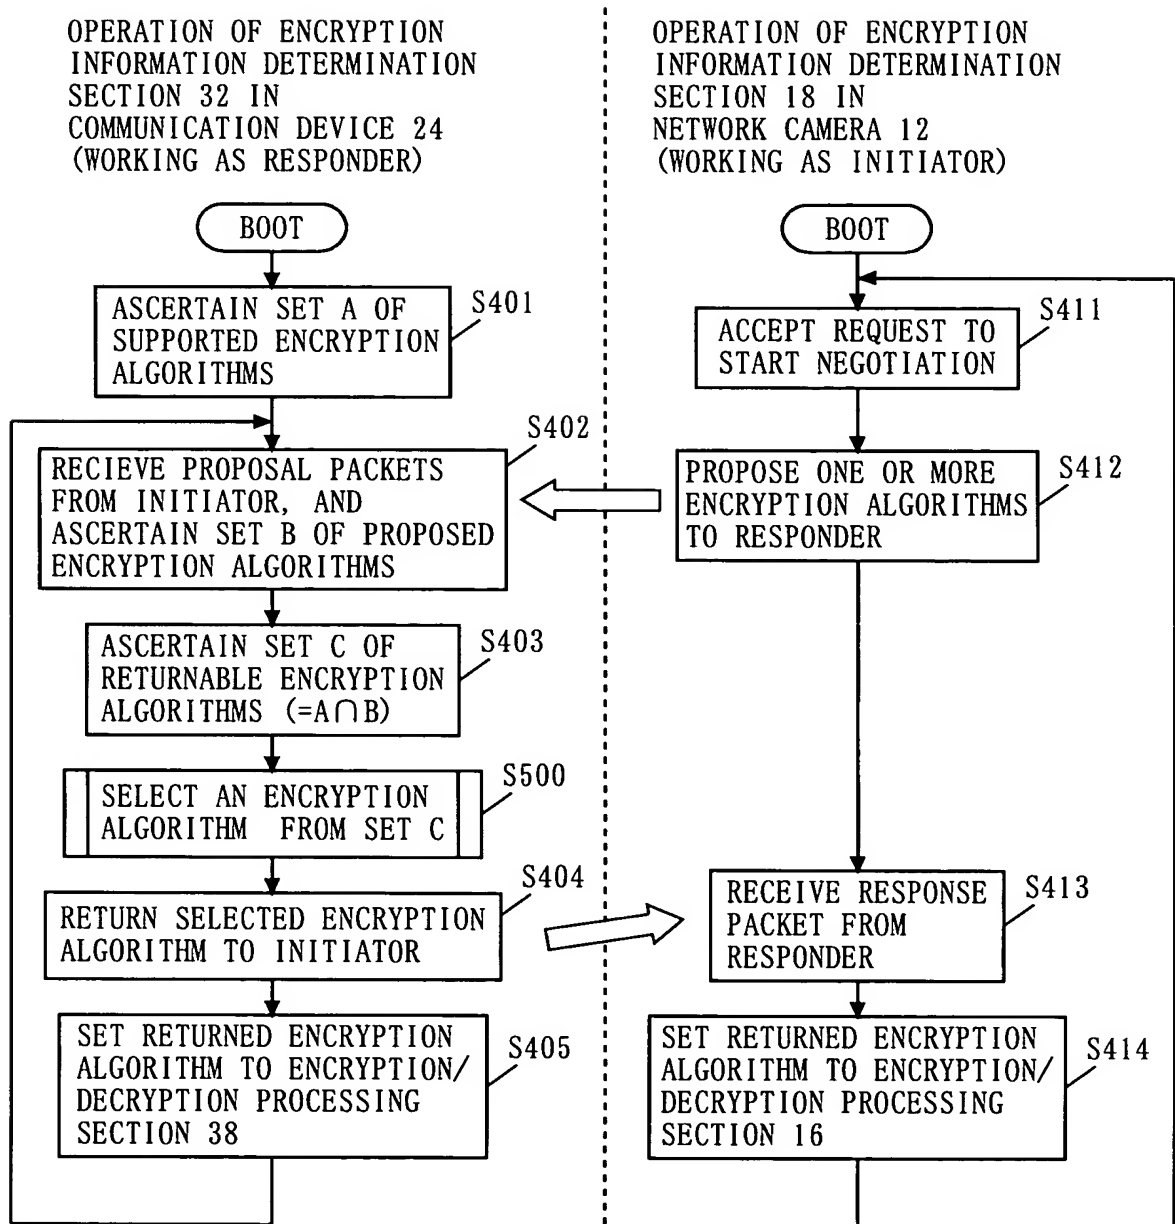 OPERATION OF ENCRYPTION
INFORMATION DETERMINATION
SECTION 32 IN
COMMUNICATION DEVICE 24
(WORKING AS RESPONDER)
BOOT
ASCERTAIN SET A OF
SUPPORTED ENCRYPTION
ALGORITHMS
S401
RECIEVE PROPOSAL PACKETS
FROM INITIATOR, AND
ASCERTAIN SET B OF PROPOSED
ENCRYPTION ALGORITHMS
S402
ASCERTAIN SET C OF
RETURNABLE ENCRYPTION
ALGORITHMS (=A∩B)
S403
SELECT AN ENCRYPTION
ALGORITHM FROM SET C
S500
RETURN SELECTED ENCRYPTION
ALGORITHM TO INITIATOR
S404
SET RETURNED ENCRYPTION
ALGORITHM TO ENCRYPTION/
DECRYPTION PROCESSING
SECTION 38
S405
OPERATION OF ENCRYPTION
INFORMATION DETERMINATION
SECTION 18 IN
NETWORK CAMERA 12
(WORKING AS INITIATOR)
BOOT
ACCEPT REQUEST TO
START NEGOTIATION
S411
PROPOSE ONE OR MORE
ENCRYPTION ALGORITHMS
TO RESPONDER
S412
RECEIVE RESPONSE
PACKET FROM
RESPONDER
S413
SET RETURNED ENCRYPTION
ALGORITHM TO ENCRYPTION/
DECRYPTION PROCESSING
SECTION 16
S414